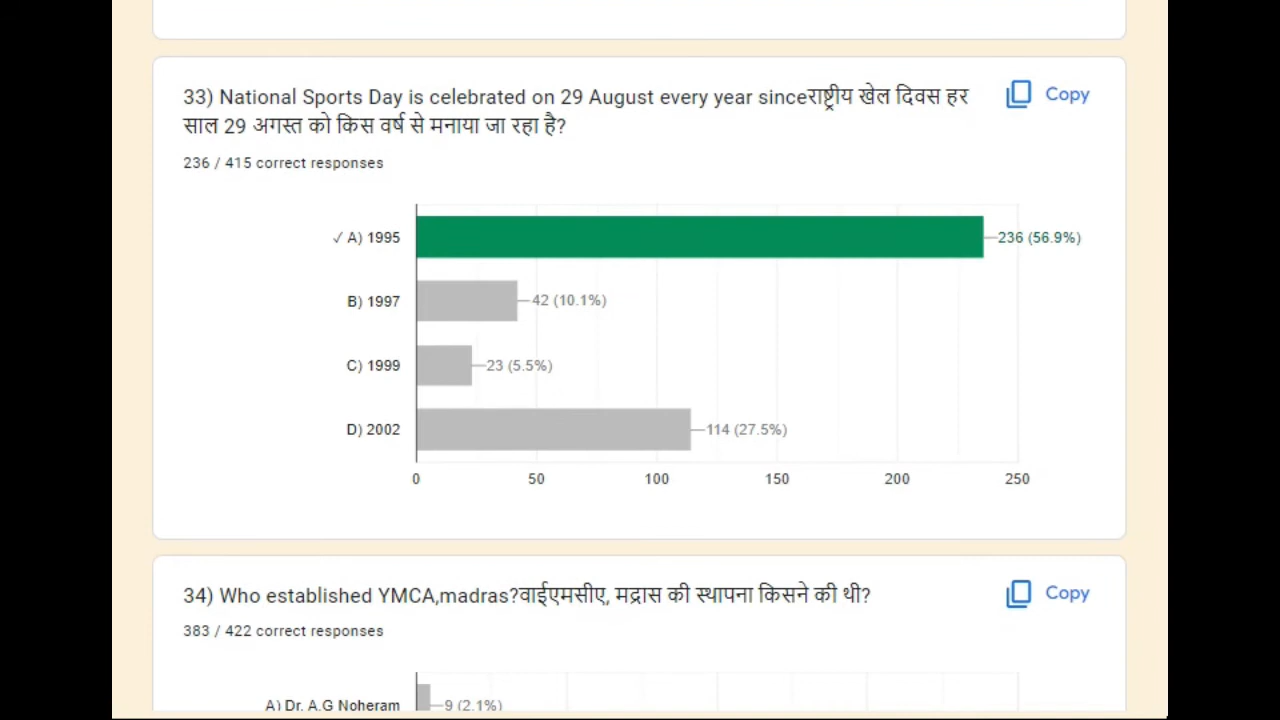 33) National Sports Day is celebrated on 29 August every year sinceराष्ट्रीय खेल दिवस हर
साल 29 अगस्त को किस वर्ष से मनाया जा रहा है?
Copy
236 / 415 correct responses
✓ A) 1995
236 (56.9%)
B) 1997
42 (10.1%)
C) 1999
23 (5.5%)
D) 2002
114 (27.5%)
0 50 100 150 200 250
34) Who established YMCA,madras?वाईएमसीए, मद्रास की स्थापना किसने की थी?
Copy
383 / 422 correct responses
A) Dr. A.G Noheram
9 (2.1%)